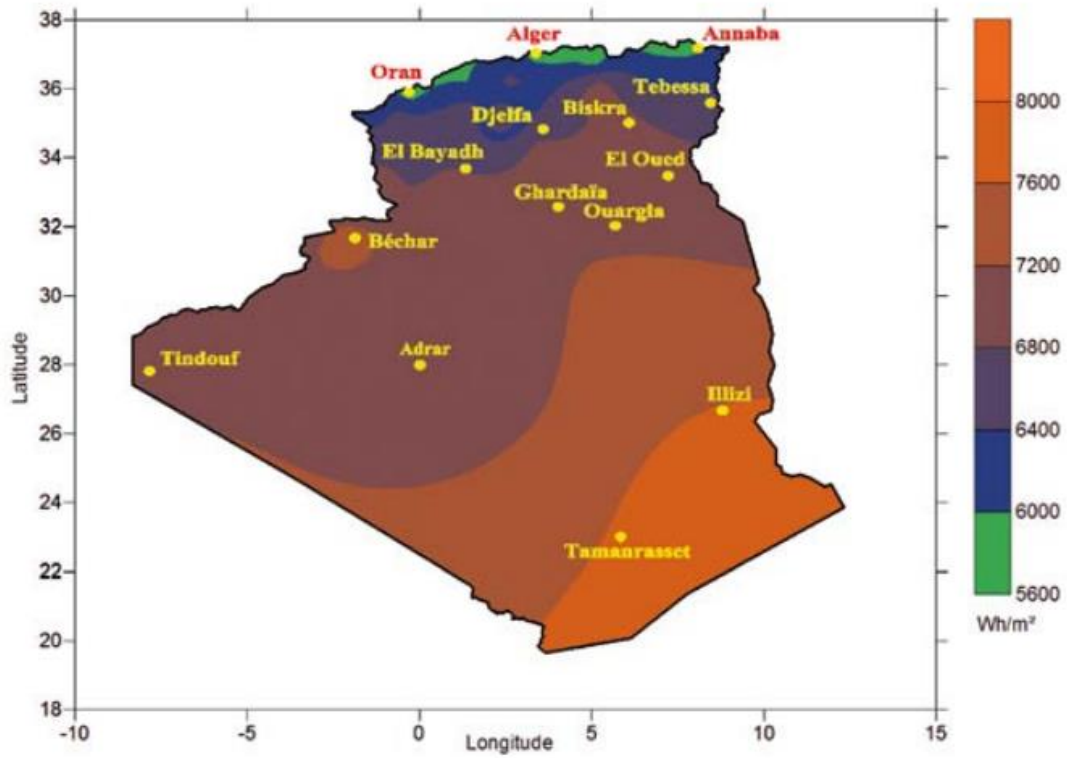 38
36
34
32
30
28
26
24
22
20
18
Latitude
-10
-5
0
5
10
15
Longitude
Alger
Annaba
Oran
Tebessa
Biskra
Djelfa
El Bayadh
El Oued
Ghardaïa
Ouargla
Béchar
Tindouf
Adrar
Illizi
Tamanrasset
8000
7600
7200
6800
6400
6000
5600
Wh/m²